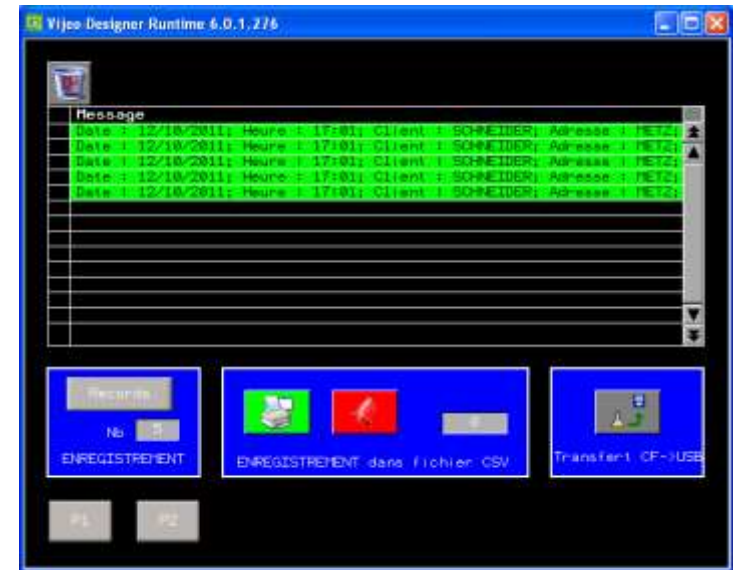 Vijeo Designer Runtime 6.0.1.276
Message
Date : 12/10/2011; Heure : 17:01; Client : SCHNEIDER; Adresse : METZ;
Date : 12/10/2011; Heure : 17:01; Client : SCHNEIDER; Adresse : METZ;
Date : 12/10/2011; Heure : 17:01; Client : SCHNEIDER; Adresse : METZ;
Date : 12/10/2011; Heure : 17:01; Client : SCHNEIDER; Adresse : METZ;
Date : 12/10/2011; Heure : 17:01; Client : SCHNEIDER; Adresse : METZ;
Records
Nb 5
ENREGISTREMENT
ENREGISTREMENT dans fichier CSV
Transfert CF->USB
P1 P2